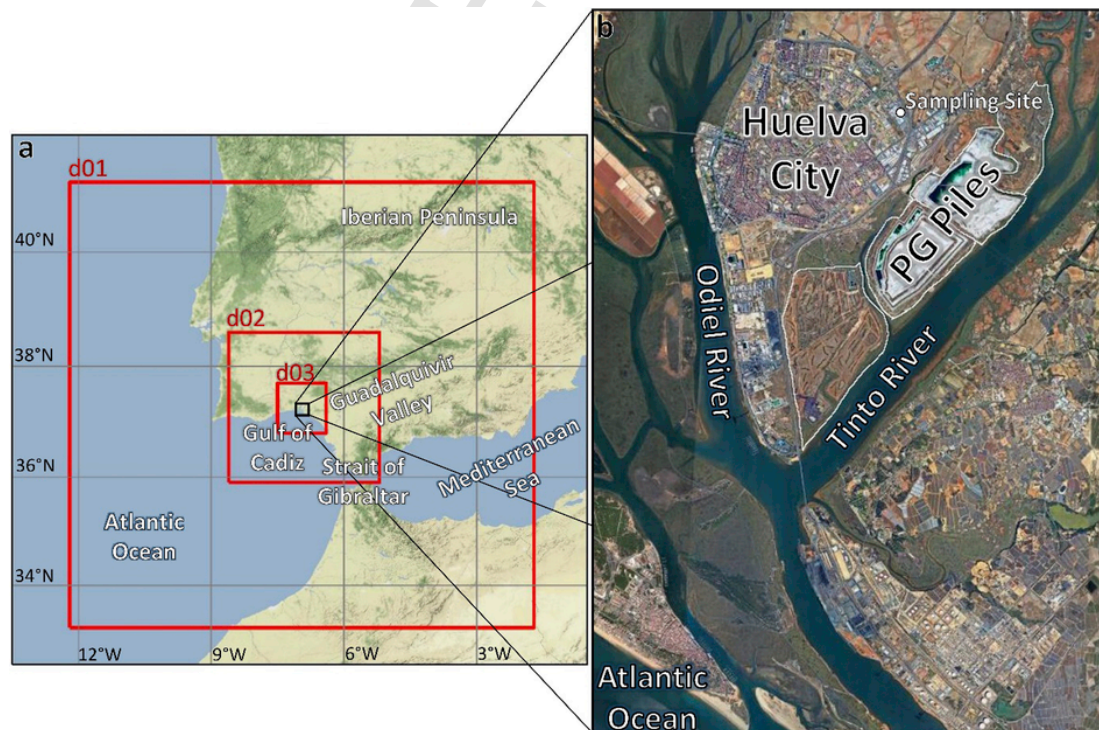 a
d01
Iberian Peninsula
40°N
d02
38°N
d03
Guadalquivir
Valley
Gulf of
Cadiz
36°N
Strait of
Gibraltar
Mediterranean
Sea
Atlantic
Ocean
34°N
12°W
9°W
6°W
3°W
b
Huelva
City
Sampling Site
PG Piles
Odiel River
Tinto River
Atlantic
Ocean